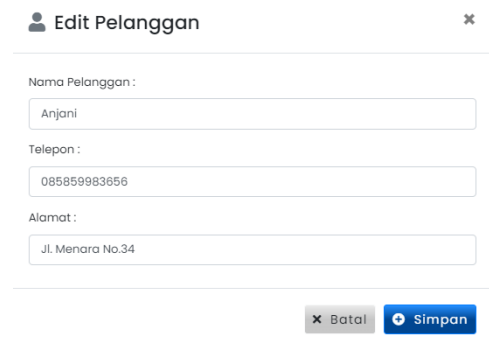 Edit Pelanggan
Nama Pelanggan :
Anjani
Telepon :
085859983656
Alamat :
Jl. Menara No.34
Batal
Simpan